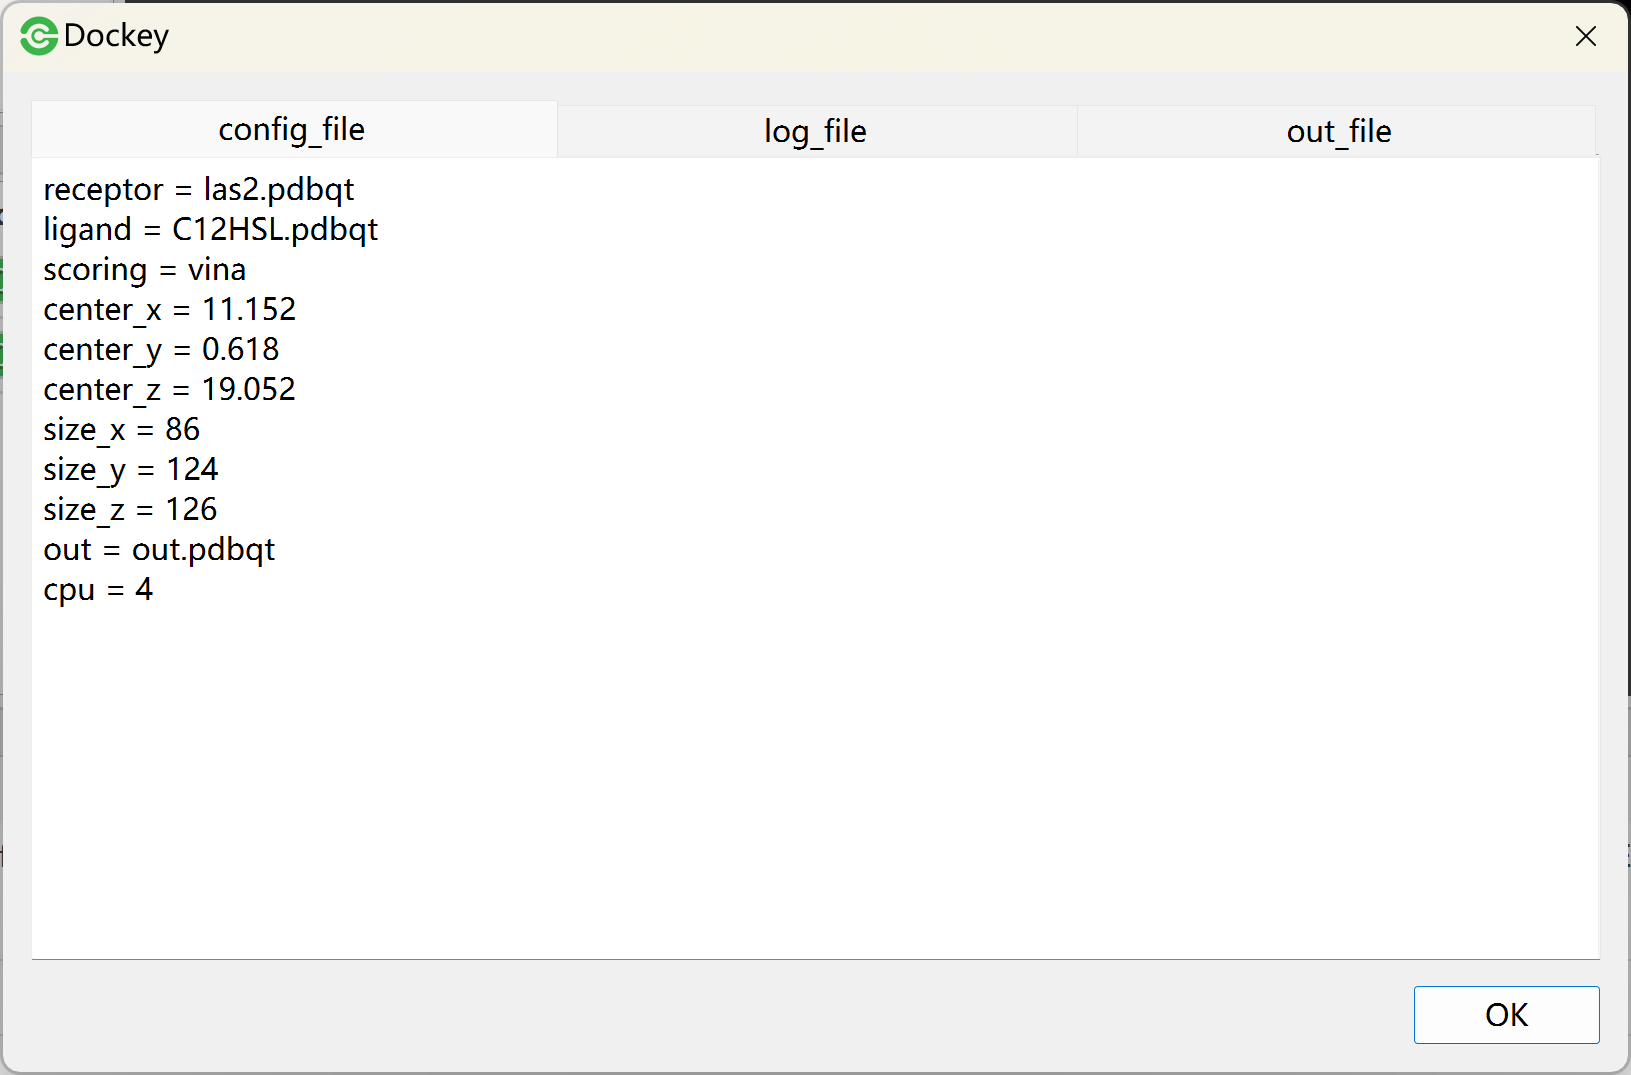 Dockey
config_file
log_file
out_file
receptor = las2.pdbqt
ligand = C12HSL.pdbqt
scoring = vina
center_x = 11.152
center_y = 0.618
center_z = 19.052
size_x = 86
size_y = 124
size_z = 126
out = out.pdbqt
cpu = 4
OK